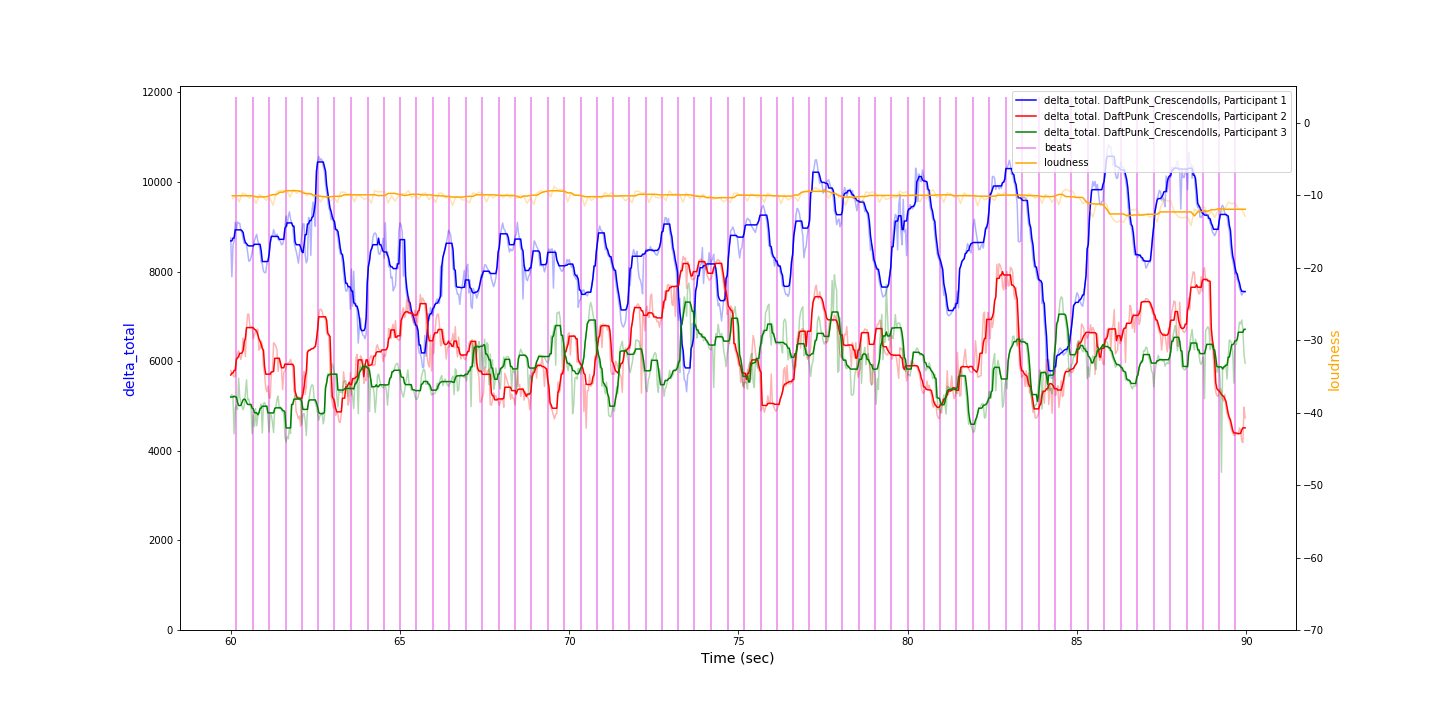 delta_total. DaftPunk_Crescendolls, Participant 1
delta_total. DaftPunk_Crescendolls, Participant 2
delta_total. DaftPunk_Crescendolls, Participant 3
beats
loudness
12000
10000
8000
6000
4000
2000
0
delta_total
0
−10
−20
−30
−40
−50
−60
−70
loudness
60
65
70
75
80
85
90
Time (sec)